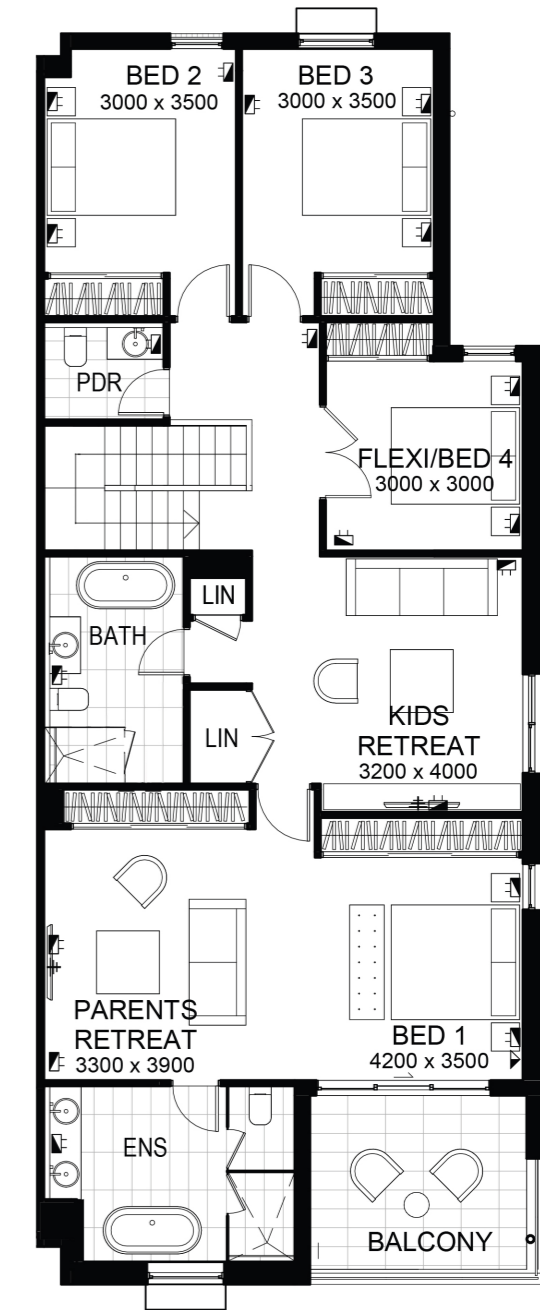 BED 2
3000 x 3500
BED 3
3000 x 3500
PDR
FLEXI/BED 4
3000 x 3000
LIN
BATH
LIN
KIDS
RETREAT
3200 x 4000
PARENTS
RETREAT
3300 x 3900
BED 1
4200 x 3500
ENS
BALCONY